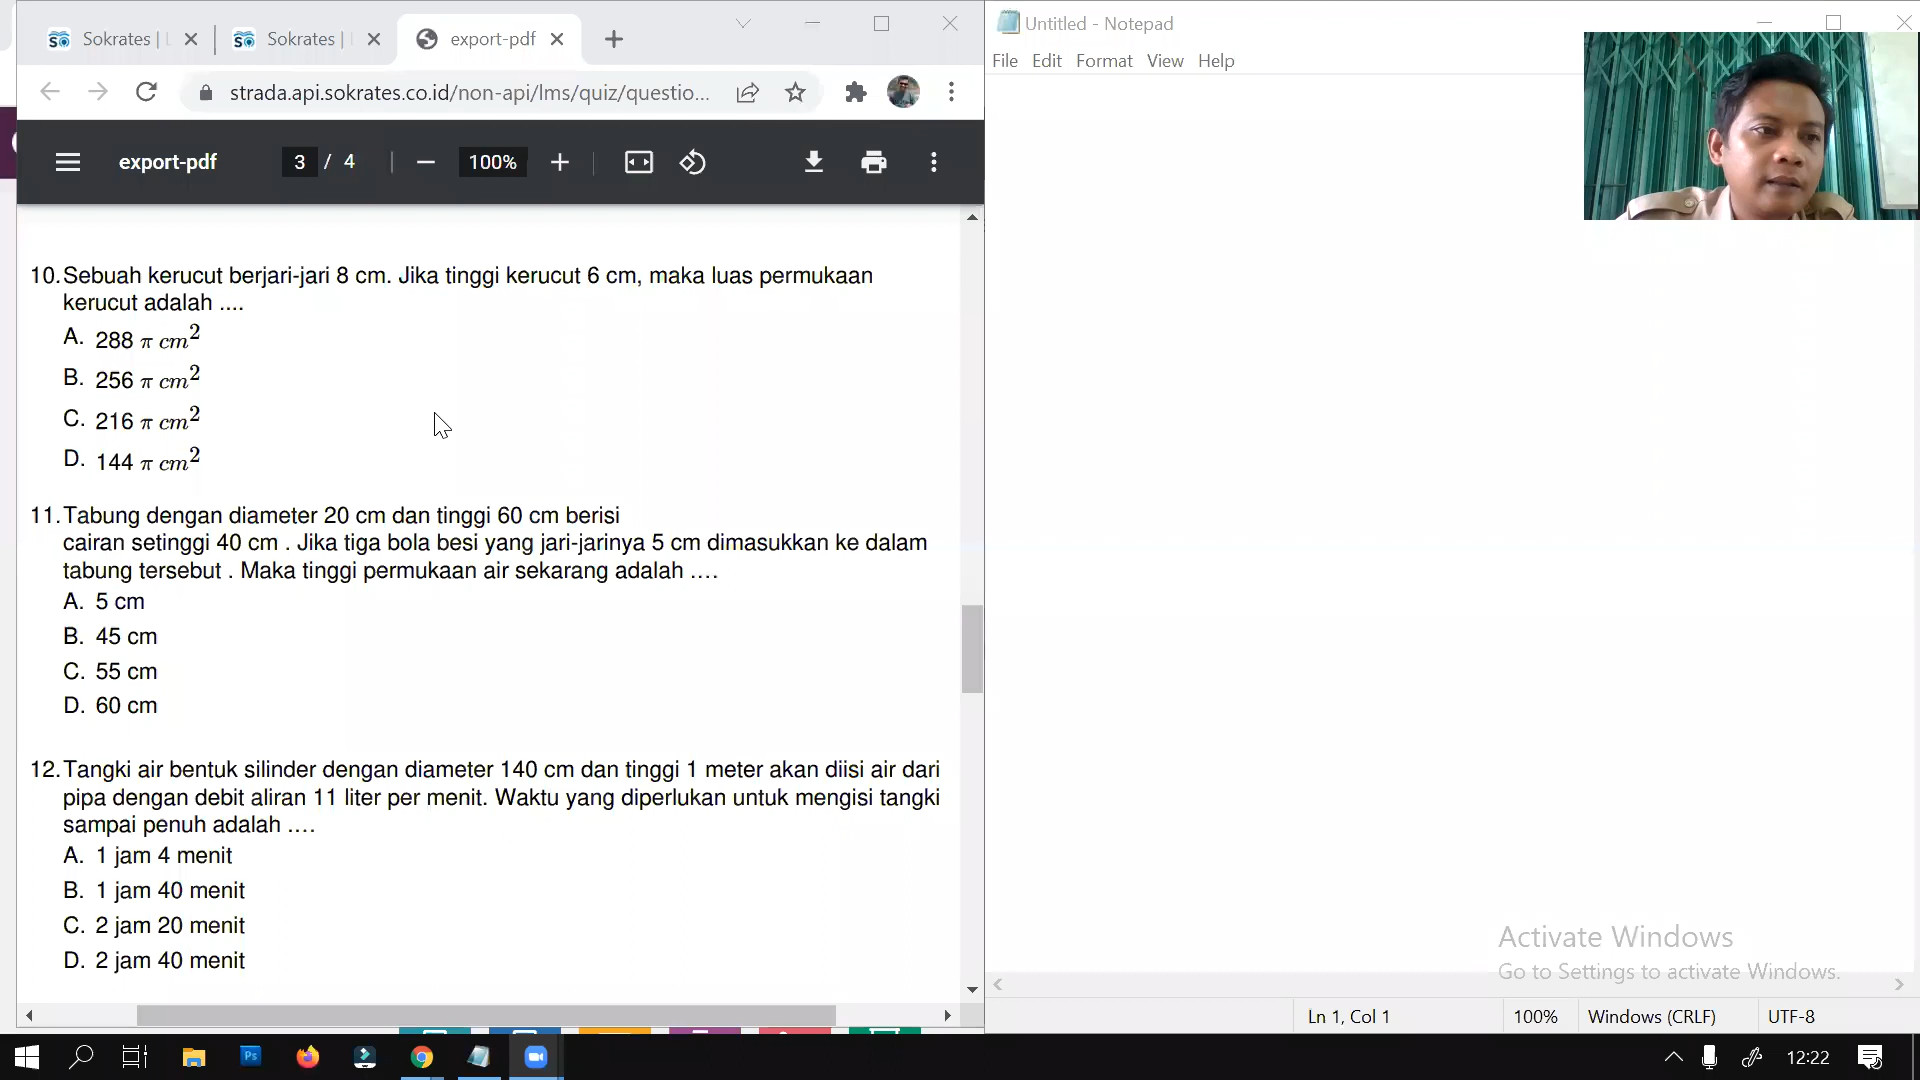 Sokrates |
Sokrates |
export-pdf
Untitled - Notepad
File Edit Format View Help
strada.api.sokrates.co.id/non-api/lms/quiz/questio...
export-pdf
3 / 4
100%
10. Sebuah kerucut berjari-jari 8 cm. Jika tinggi kerucut 6 cm, maka luas permukaan
kerucut adalah ....
A. 288 π cm²
B. 256 π cm²
C. 216 π cm²
D. 144 π cm²
11. Tabung dengan diameter 20 cm dan tinggi 60 cm berisi
cairan setinggi 40 cm . Jika tiga bola besi yang jari-jarinya 5 cm dimasukkan ke dalam
tabung tersebut . Maka tinggi permukaan air sekarang adalah ….
A. 5 cm
B. 45 cm
C. 55 cm
D. 60 cm
12. Tangki air bentuk silinder dengan diameter 140 cm dan tinggi 1 meter akan diisi air dari
pipa dengan debit aliran 11 liter per menit. Waktu yang diperlukan untuk mengisi tangki
sampai penuh adalah ….
A. 1 jam 4 menit
B. 1 jam 40 menit
C. 2 jam 20 menit
D. 2 jam 40 menit
Activate Windows
Go to Settings to activate Windows.
Ln 1, Col 1
100%
Windows (CRLF)
UTF-8
Ps
12:22